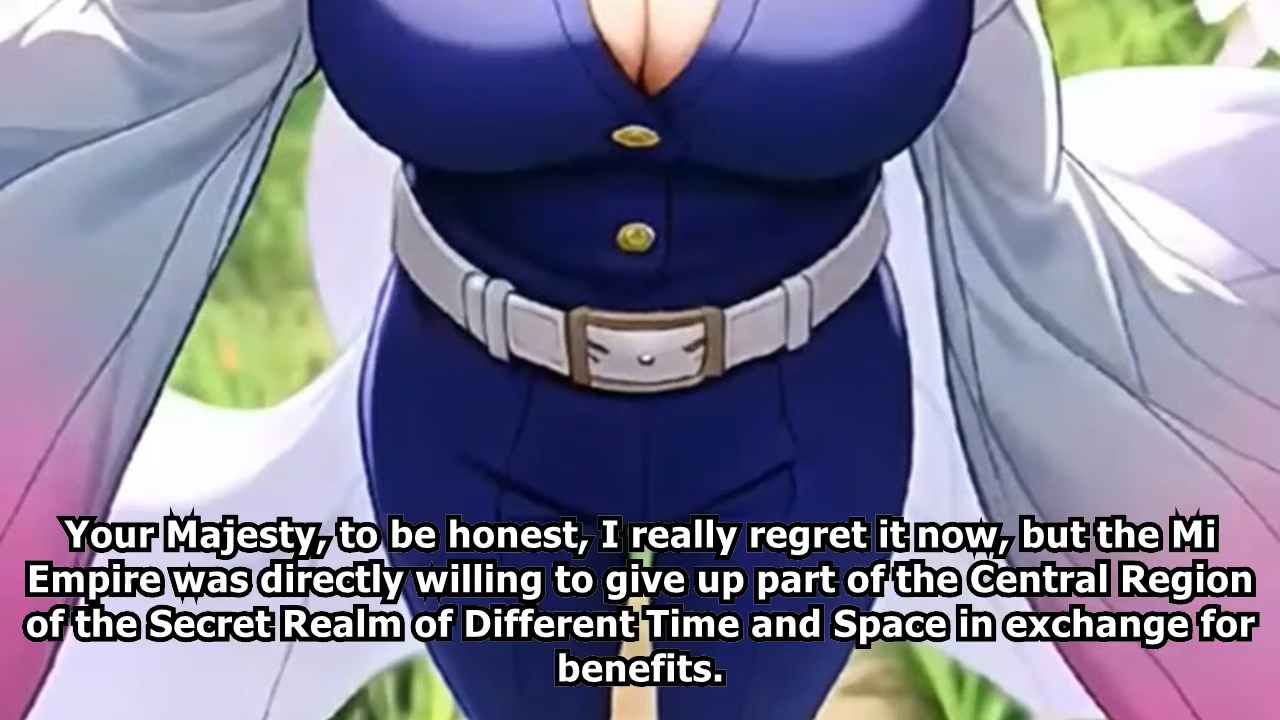 Your Majesty, to be honest, I really regret it now, but the Mi
Empire was directly willing to give up part of the Central Region
of the Secret Realm of Different Time and Space in exchange for
benefits.